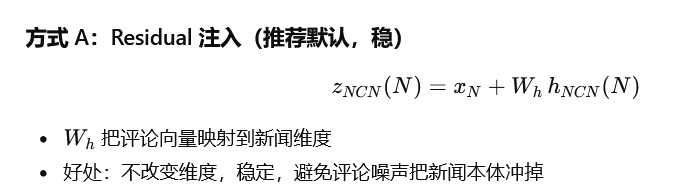 方式 A：Residual 注入（推荐默认，稳）
z_{NCN}(N) = x_N + W_h h_{NCN}(N)
• W_h 把评论向量映射到新闻维度
• 好处：不改变维度，稳定，避免评论噪声把新闻本体冲掉